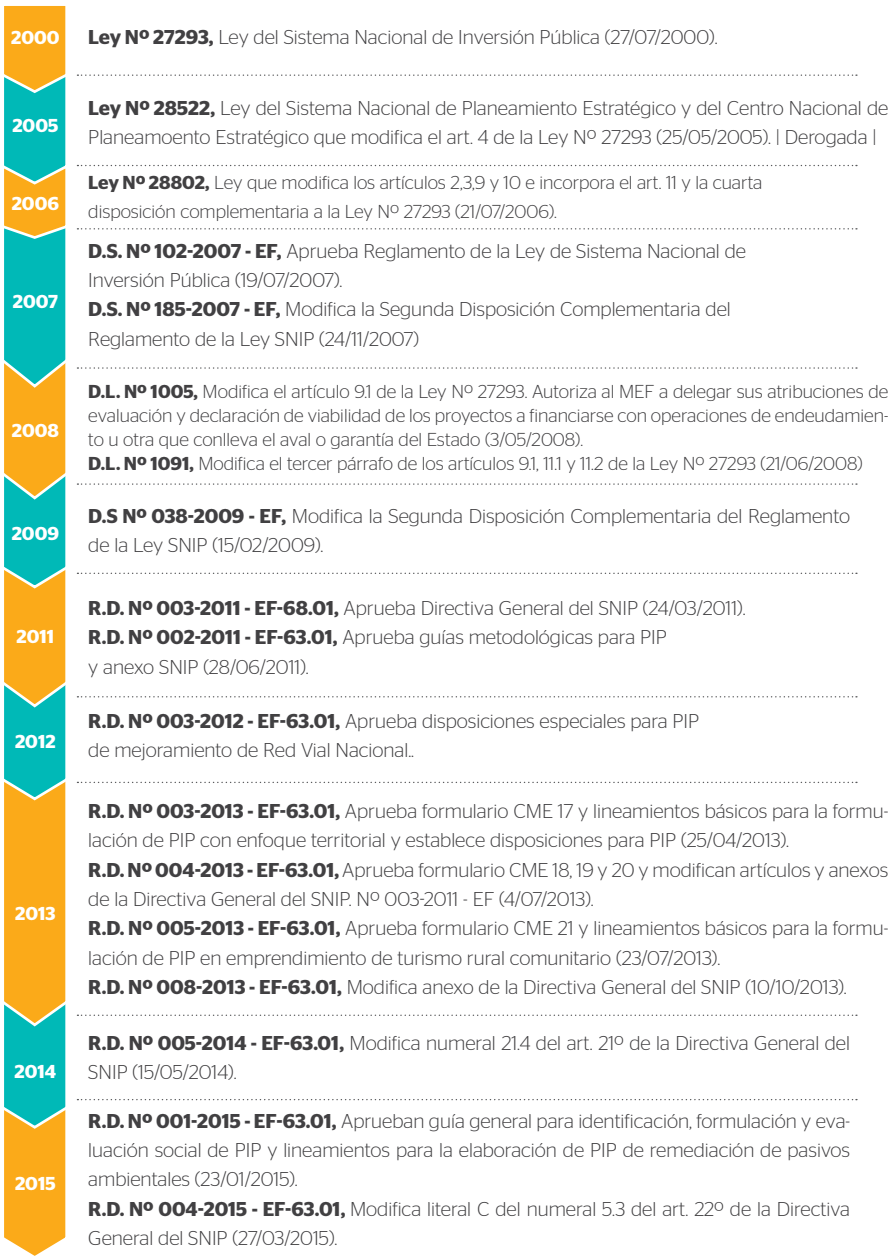 2000
Ley Nº 27293, Ley del Sistema Nacional de Inversión Pública (27/07/2000).
2005
Ley Nº 28522, Ley del Sistema Nacional de Planeamiento Estratégico y del Centro Nacional de
Planeamoento Estratégico que modifica el art. 4 de la Ley Nº 27293 (25/05/2005). | Derogada |
2006
Ley Nº 28802, Ley que modifica los artículos 2,3,9 y 10 e incorpora el art. 11 y la cuarta
disposición complementaria a la Ley Nº 27293 (21/07/2006).
2007
D.S. Nº 102-2007 - EF, Aprueba Reglamento de la Ley de Sistema Nacional de
Inversión Pública (19/07/2007).
D.S. Nº 185-2007 - EF, Modifica la Segunda Disposición Complementaria del
Reglamento de la Ley SNIP (24/11/2007)
2008
D.L. Nº 1005, Modifica el artículo 9.1 de la Ley Nº 27293. Autoriza al MEF a delegar sus atribuciones de
evaluación y declaración de viabilidad de los proyectos a financiarse con operaciones de endeudamien-
to u otra que conlleva el aval o garantía del Estado (3/05/2008).
D.L. Nº 1091, Modifica el tercer párrafo de los artículos 9.1, 11.1 y 11.2 de la Ley Nº 27293 (21/06/2008)
2009
D.S Nº 038-2009 - EF, Modifica la Segunda Disposición Complementaria del Reglamento
de la Ley SNIP (15/02/2009).
2011
R.D. Nº 003-2011 - EF-68.01, Aprueba Directiva General del SNIP (24/03/2011).
R.D. Nº 002-2011 - EF-63.01, Aprueba guías metodológicas para PIP
y anexo SNIP (28/06/2011).
2012
R.D. Nº 003-2012 - EF-63.01, Aprueba disposiciones especiales para PIP
de mejoramiento de Red Vial Nacional..
2013
R.D. Nº 003-2013 - EF-63.01, Aprueba formulario CME 17 y lineamientos básicos para la formu-
lación de PIP con enfoque territorial y establece disposiciones para PIP (25/04/2013).
R.D. Nº 004-2013 - EF-63.01, Aprueba formulario CME 18, 19 y 20 y modifican artículos y anexos
de la Directiva General del SNIP. Nº 003-2011 - EF (4/07/2013).
R.D. Nº 005-2013 - EF-63.01, Aprueba formulario CME 21 y lineamientos básicos para la formu-
lación de PIP en emprendimiento de turismo rural comunitario (23/07/2013).
R.D. Nº 008-2013 - EF-63.01, Modifica anexo de la Directiva General del SNIP (10/10/2013).
2014
R.D. Nº 005-2014 - EF-63.01, Modifica numeral 21.4 del art. 21º de la Directiva General del
SNIP (15/05/2014).
2015
R.D. Nº 001-2015 - EF-63.01, Aprueban guía general para identificación, formulación y eva-
luación social de PIP y lineamientos para la elaboración de PIP de remediación de pasivos
ambientales (23/01/2015).
R.D. Nº 004-2015 - EF-63.01, Modifica literal C del numeral 5.3 del art. 22º de la Directiva
General del SNIP (27/03/2015).